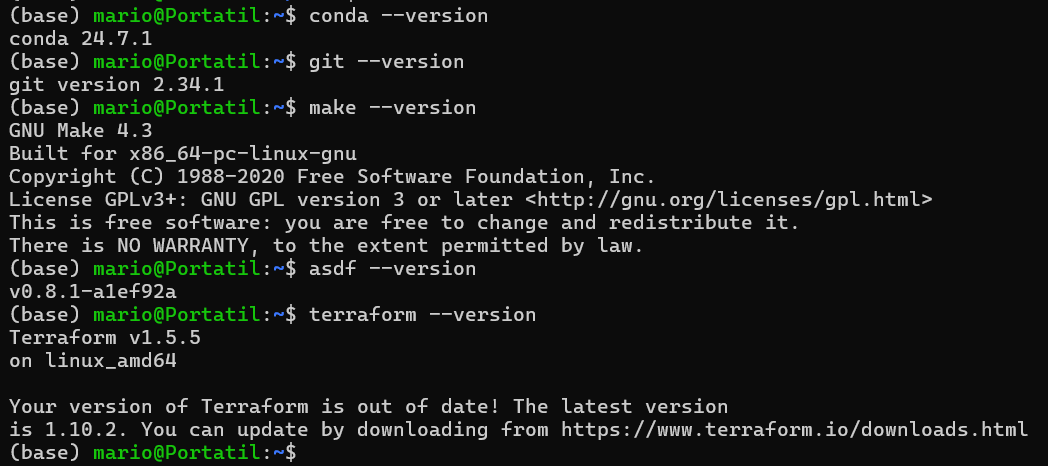 (base) mario@Portatil:~$ conda --version
conda 24.7.1
(base) mario@Portatil:~$ git --version
git version 2.34.1
(base) mario@Portatil:~$ make --version
GNU Make 4.3
Built for x86_64-pc-linux-gnu
Copyright (C) 1988-2020 Free Software Foundation, Inc.
License GPLv3+: GNU GPL version 3 or later <http://gnu.org/licenses/gpl.html>
This is free software: you are free to change and redistribute it.
There is NO WARRANTY, to the extent permitted by law.
(base) mario@Portatil:~$ asdf --version
v0.8.1-a1ef92a
(base) mario@Portatil:~$ terraform --version
Terraform v1.5.5
on linux_amd64
Your version of Terraform is out of date! The latest version
is 1.10.2. You can update by downloading from https://www.terraform.io/downloads.html
(base) mario@Portatil:~$